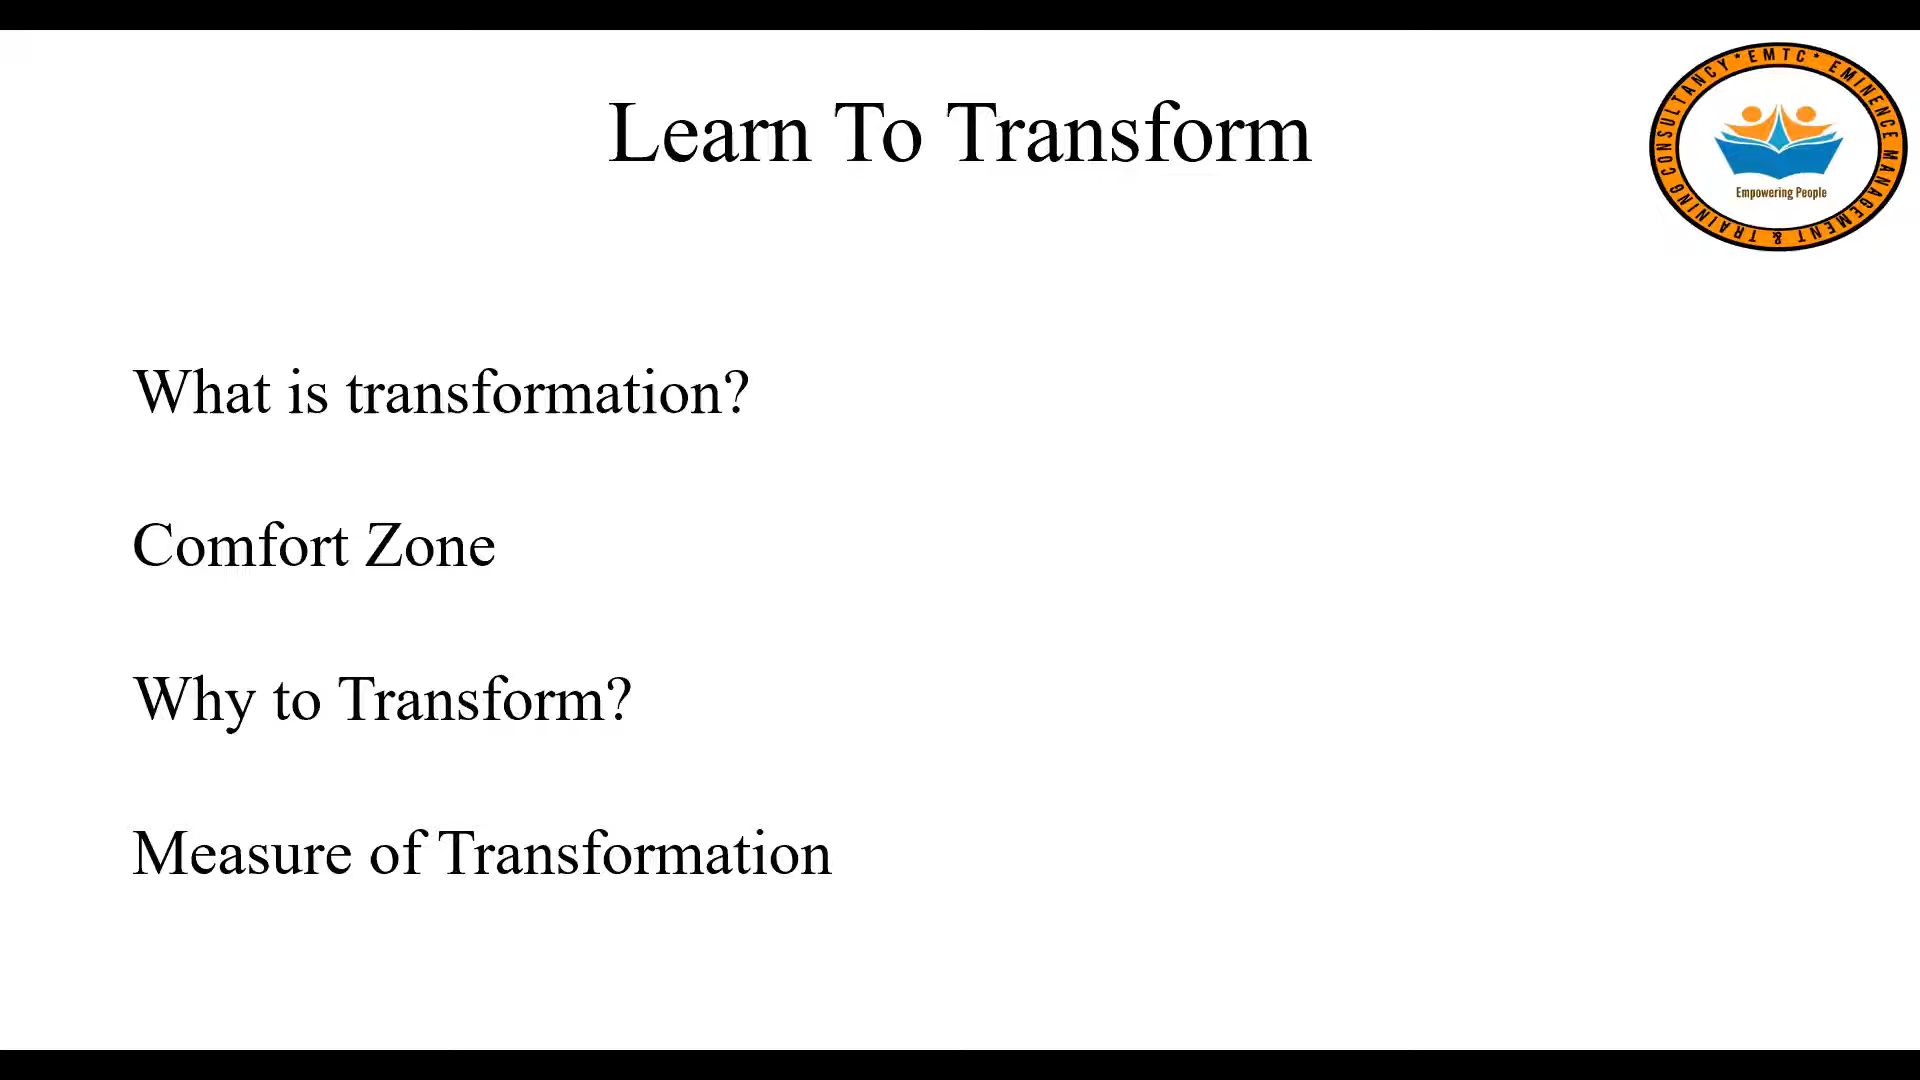 Learn To Transform
* EMTC * EMINENCE MANAGEMENT & TRAINING CONSULTANCY
Empowering People
What is transformation?
Comfort Zone
Why to Transform?
Measure of Transformation